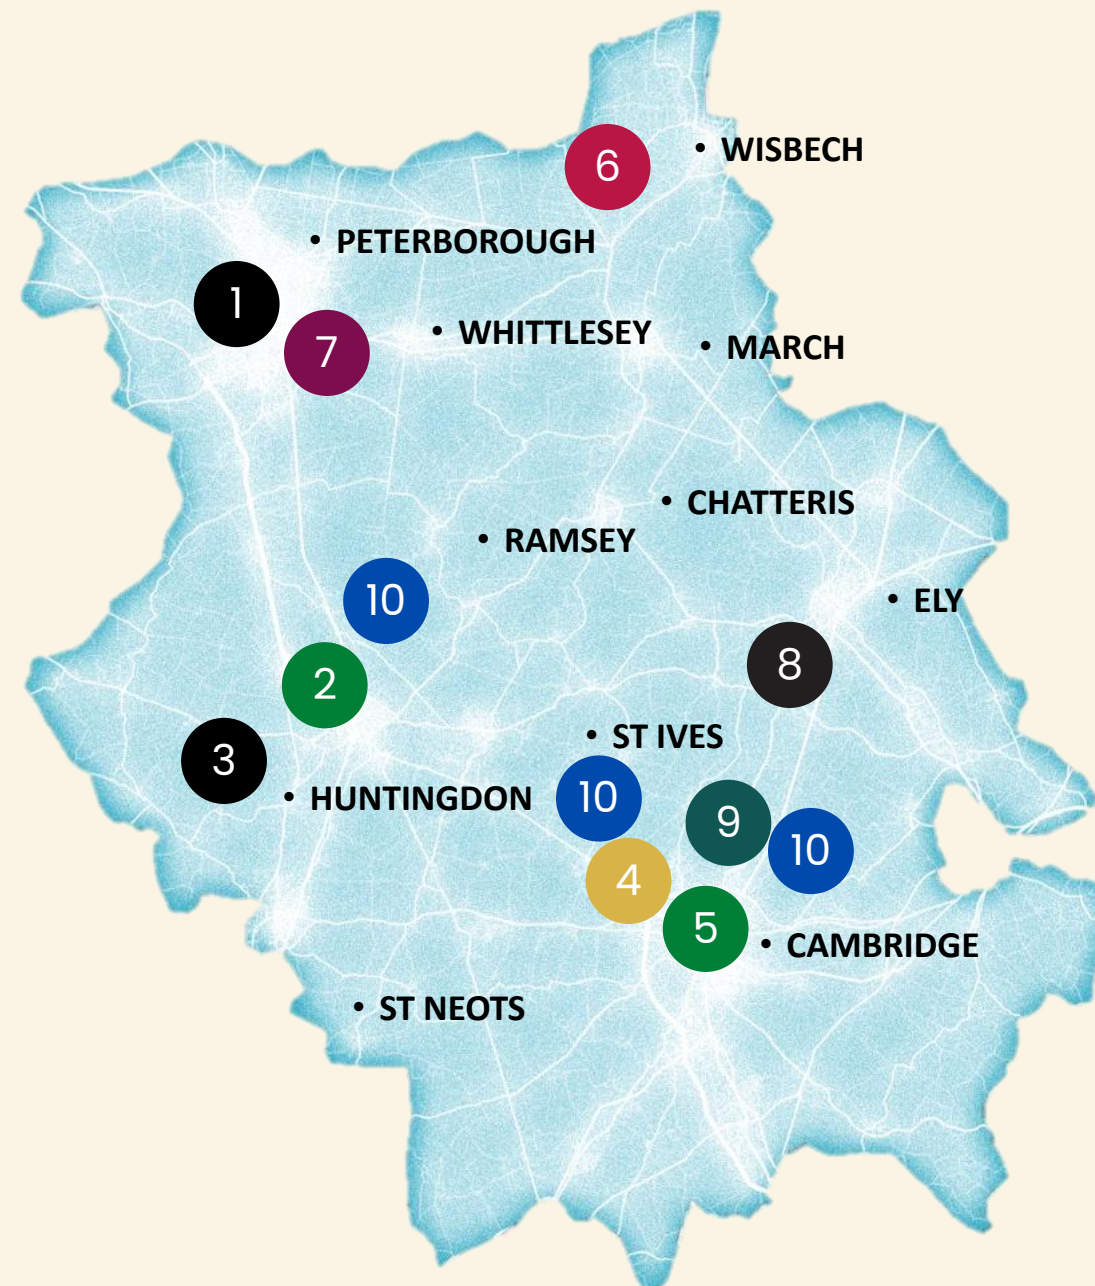 WISBECH
6
PETERBOROUGH
1
WHITTLESEY
MARCH
7
CHATTERIS
RAMSEY
10
ELY
8
2
ST IVES
3
HUNTINGDON
10
9
10
4
5
CAMBRIDGE
ST NEOTS